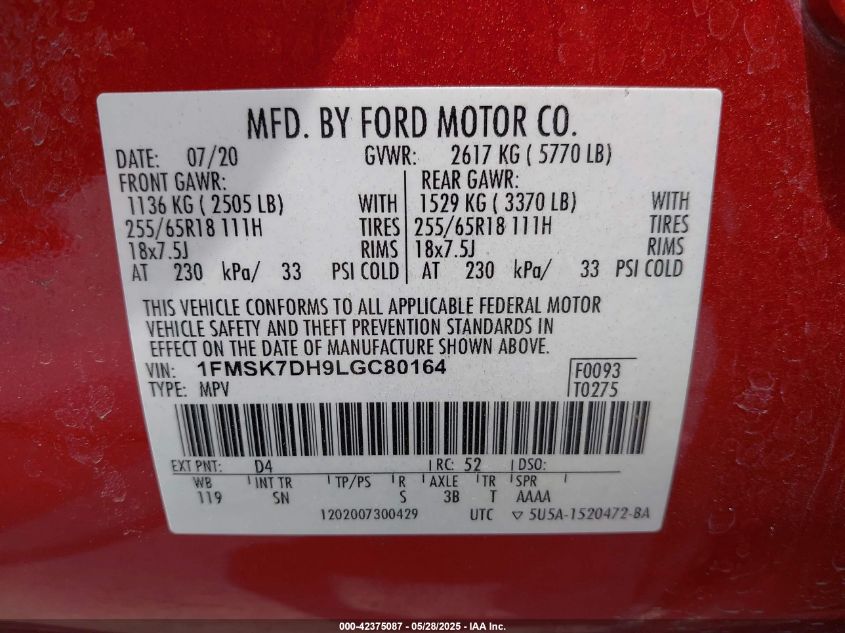 MFD. BY FORD MOTOR CO.
DATE: 07/20 GVWR: 2617 KG ( 5770 LB)
FRONT GAWR: REAR GAWR:
1136 KG ( 2505 LB) WITH 1529 KG ( 3370 LB) WITH
255/65R18 111H TIRES 255/65R18 111H TIRES
18x7.5J RIMS 18x7.5J RIMS
AT 230 kPa/ 33 PSI COLD AT 230 kPa/ 33 PSI COLD
THIS VEHICLE CONFORMS TO ALL APPLICABLE FEDERAL MOTOR
VEHICLE SAFETY AND THEFT PREVENTION STANDARDS IN
EFFECT ON THE DATE OF MANUFACTURE SHOWN ABOVE.
VIN: 1FMSK7DH9LGC80164 F0093
TYPE: MPV T0275
EXT PNT: D4 RC: 52 DSO:
WB INT TR TP/PS R AXLE TR SPR
119 SN S 3B T AAAA
1202007300429 UTC ▽ 5U5A-1520472-BA
000-42375087 - 05/28/2025 - IAA Inc.